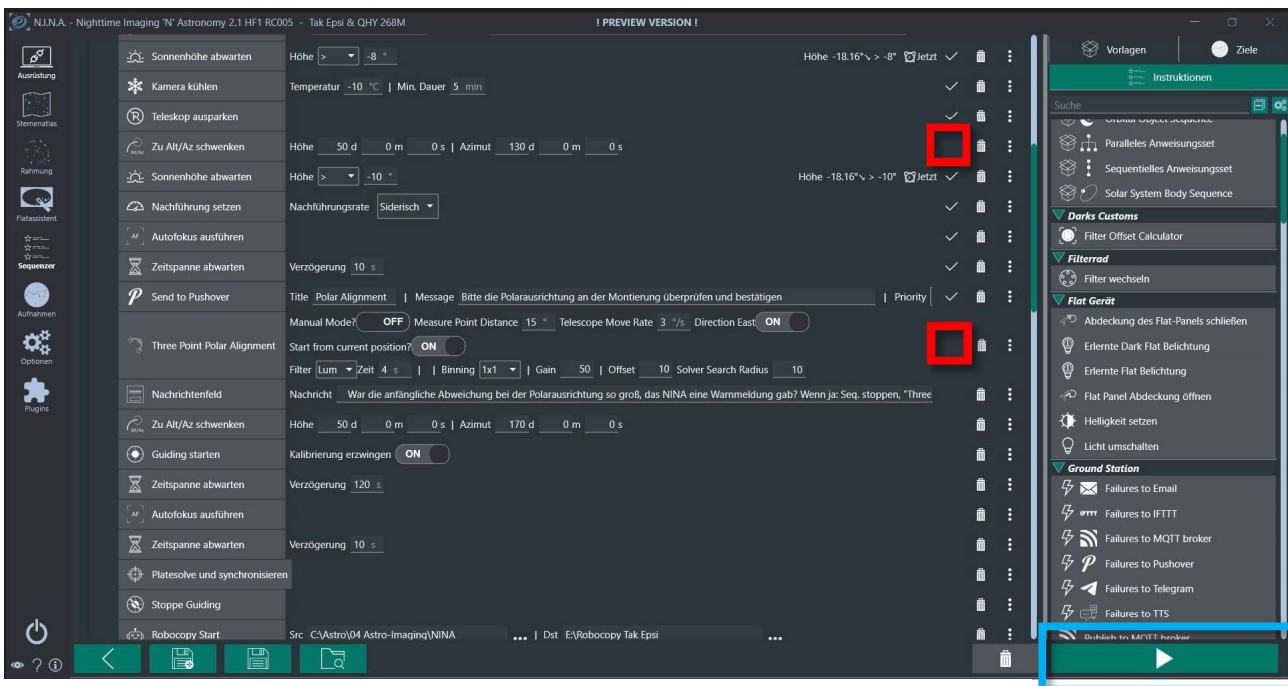 N.I.N.A. - Nighttime Imaging 'N' Astronomy 2.1 HF1 RC005 - Tak Epsi & QHY 268M
! PREVIEW VERSION !
Ausrüstung
Sternenatlas
Rahmung
Flatassistent
Sequenzer
Aufnahmen
Optionen
Plugins
Sonnenhöhe abwarten Höhe > -8 ° Höhe -18.16°↘ > -8° Jetzt
Kamera kühlen Temperatur -10 °C | Min. Dauer 5 min
Teleskop ausparken
Zu Alt/Az schwenken Höhe 50 d 0 m 0 s | Azimut 130 d 0 m 0 s
Sonnenhöhe abwarten Höhe > -10 ° Höhe -18.16°↘ > -10° Jetzt
Nachführung setzen Nachführungsrate Siderisch
AF Autofokus ausführen
Zeitspanne abwarten Verzögerung 10 s
Send to Pushover Title Polar Alignment | Message Bitte die Polarausrichtung an der Montierung überprüfen und bestätigen | Priority
Manual Mode? OFF Measure Point Distance 15 ° Telescope Move Rate 3 °/s Direction East ON
Three Point Polar Alignment Start from current position? ON
Filter Lum Zeit 4 s | | Binning 1x1 | Gain 50 | Offset 10 Solver Search Radius 10
Nachrichtenfeld Nachricht War die anfängliche Abweichung bei der Polarausrichtung so groß, das NINA eine Warnmeldung gab? Wenn ja: Seq. stoppen, "Three
Zu Alt/Az schwenken Höhe 50 d 0 m 0 s | Azimut 170 d 0 m 0 s
Guiding starten Kalibrierung erzwingen ON
Zeitspanne abwarten Verzögerung 120 s
AF Autofokus ausführen
Zeitspanne abwarten Verzögerung 10 s
Platesolve und synchronisieren
Stoppe Guiding
Robocopy Start Src C:\Astro\04 Astro-Imaging\NINA ... | Dst E:\Robocopy Tak Epsi ...
Vorlagen
Ziele
Instruktionen
Suche
Orbital Object Sequence
Paralleles Anweisungsset
Sequentielles Anweisungsset
Solar System Body Sequence
Darks Customs
Filter Offset Calculator
Filterrad
Filter wechseln
Flat Gerät
Abdeckung des Flat-Panels schließen
Erlernte Dark Flat Belichtung
Erlernte Flat Belichtung
Flat Panel Abdeckung öffnen
Helligkeit setzen
Licht umschalten
Ground Station
Failures to Email
IFTTT Failures to IFTTT
Failures to MQTT broker
Failures to Pushover
Failures to Telegram
Failures to TTS
Publish to MQTT broker